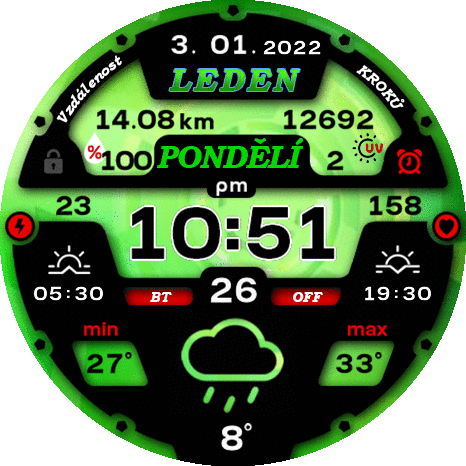 3. 01. 2022
LEDEN
Vzdálenost
KROKŮ
14.08 km
12692
%
100
PONDĚLÍ
2
UV
pm
23
158
10:51
05:30
BT
26
OFF
19:30
min
max
27°
33°
8°